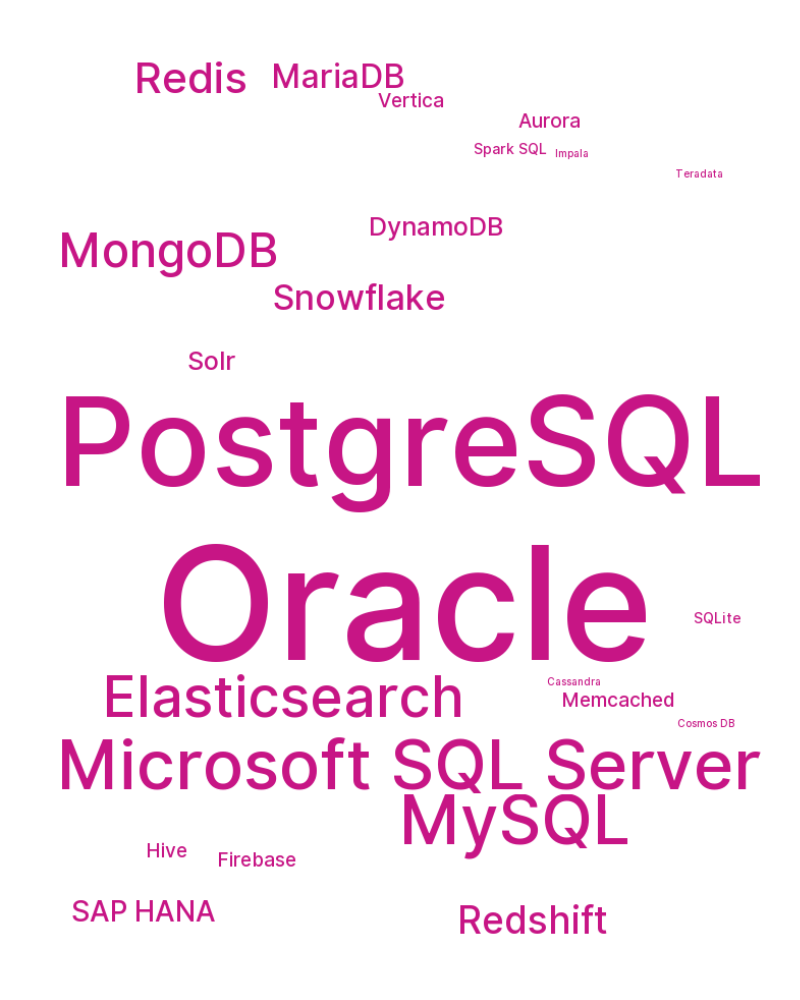 Redis
MariaDB
Vertica
Aurora
Spark SQL
Impala
Teradata
DynamoDB
MongoDB
Snowflake
Solr
PostgreSQL
Oracle
SQLite
Elasticsearch
Cassandra
Memcached
Cosmos DB
Microsoft SQL Server
MySQL
Hive
Firebase
SAP HANA
Redshift